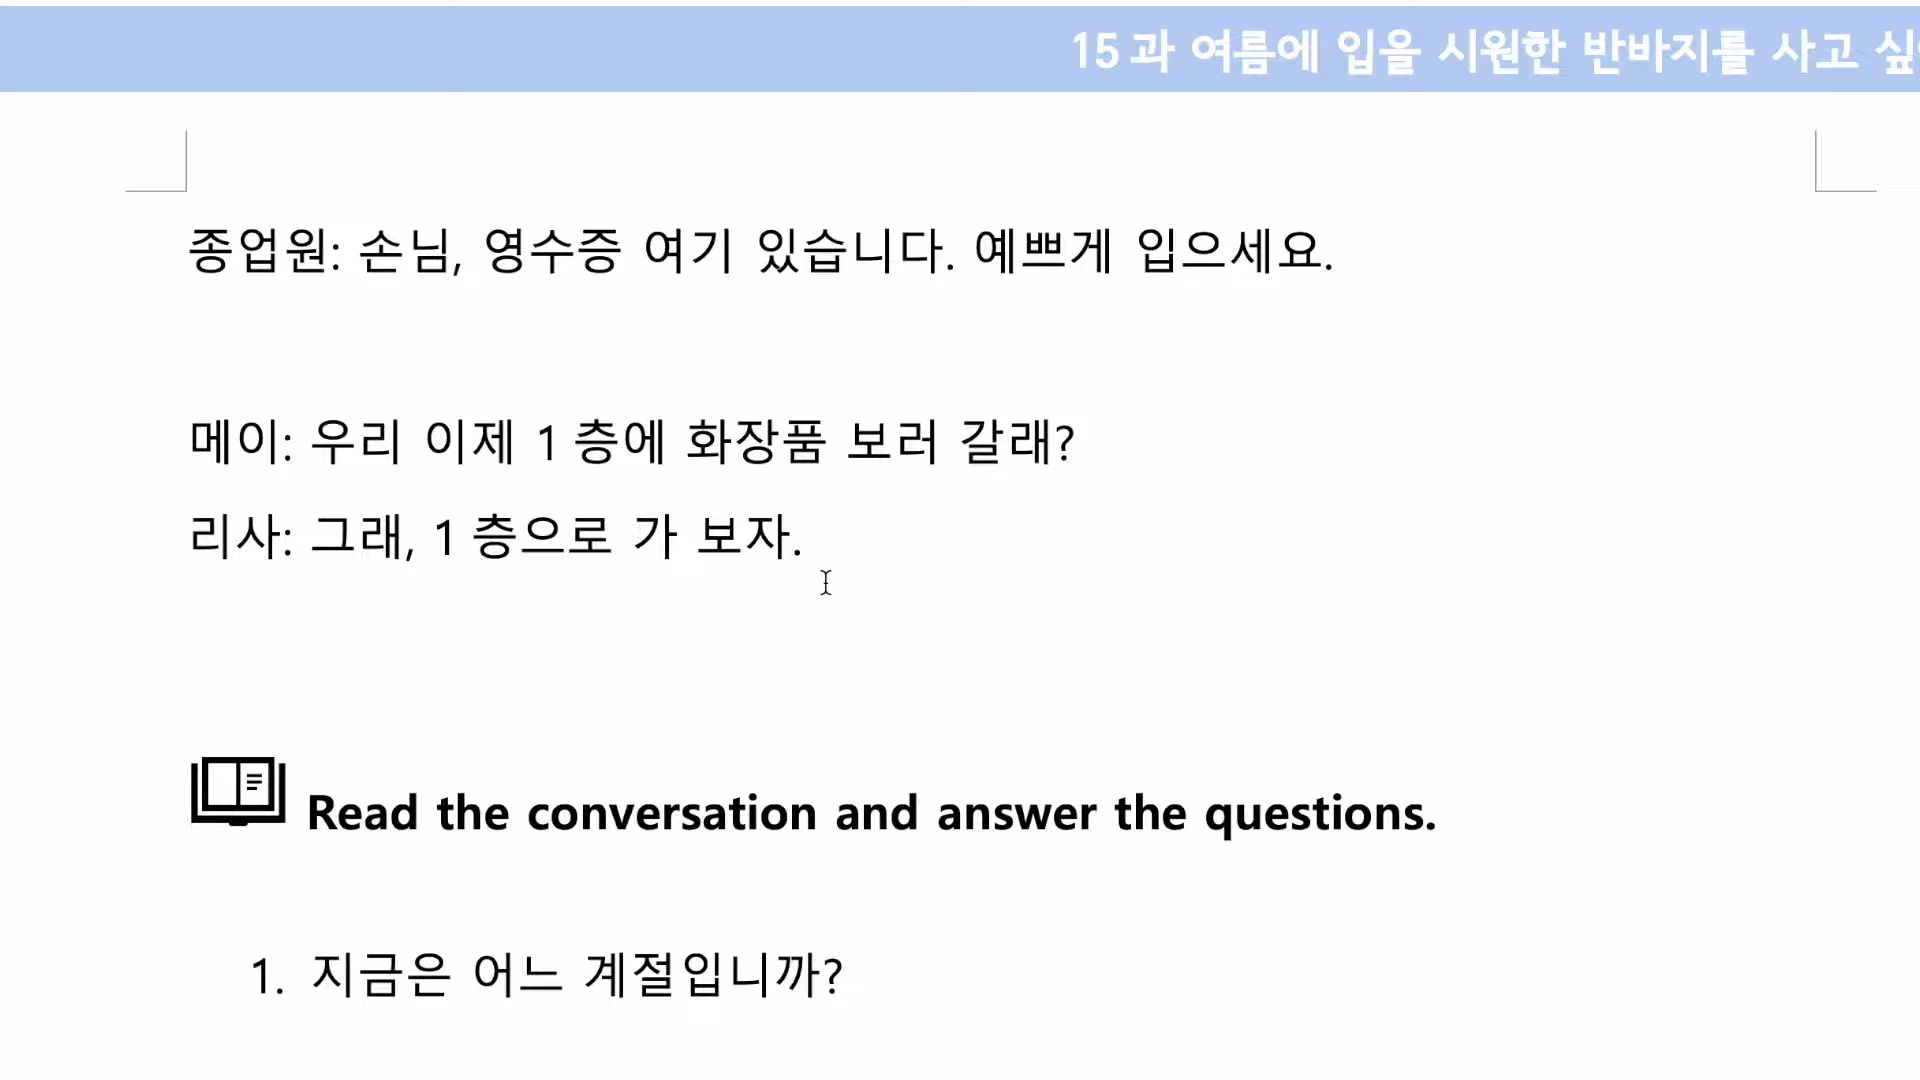 15과 여름에 입을 시원한 반바지를 사고
종업원: 손님, 영수증 여기 있습니다. 예쁘게 입으세요.
메이: 우리 이제 1층에 화장품 보러 갈래?
리사: 그래, 1층으로 가 보자.
Read the conversation and answer the questions.
1. 지금은 어느 계절입니까?